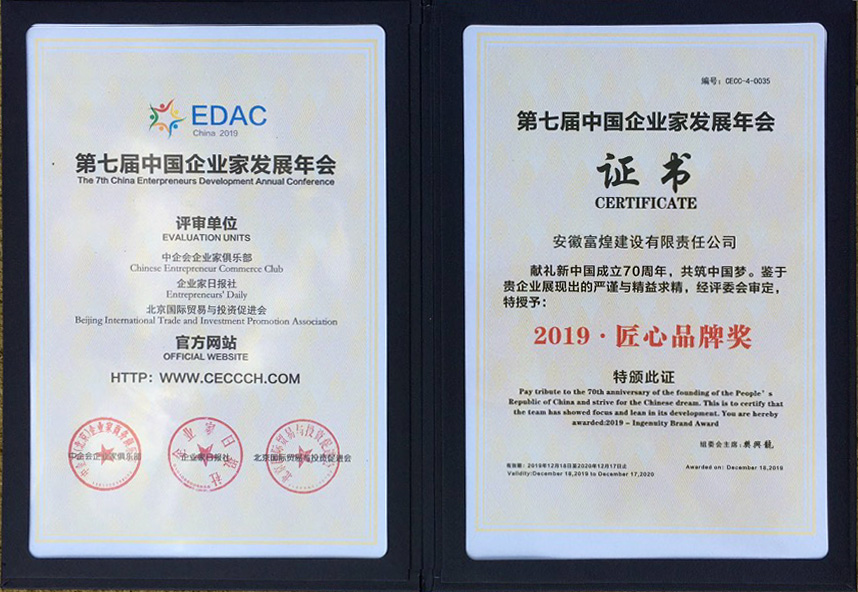 EDAC
China 2019
第七届中国企业家发展年会
The 7th China Enterpreneurs Development Annual Conference
评审单位
EVALUATION UNITS
中企会企业家俱乐部
Chinese Entrepreneur Commerce Club
企业家日报社
Entrepreneurs' Daily
北京国际贸易与投资促进会
Beijing International Trade and Investment Promotion Association
官方网站
OFFICIAL WEBSITE
HTTP: WWW.CECCCH.COM
中企会企业家俱乐部
企业家日报社
北京国际贸易与投资促进会
编号：CECC-4-0035
第七届中国企业家发展年会
证书
CERTIFICATE
安徽富煌建设有限责任公司
献礼新中国成立70周年，共筑中国梦。鉴于
贵企业展现出的严谨与精益求精，经评委会审定，
特授予：
2019·匠心品牌奖
特颁此证
Pay tribute to the 70th anniversary of the founding of the People's
Republic of China and strive for the Chinese dream. This is to certify that
the team has showed focus and lean in its development. You are hereby
awarded:2019 - Ingenuity Brand Award
组委会主席：樊兴龍
有效期：2019年12月18日至2020年12月17日止
Validity:December 18,2019 to December 17,2020
Awarded on: December 18,2019